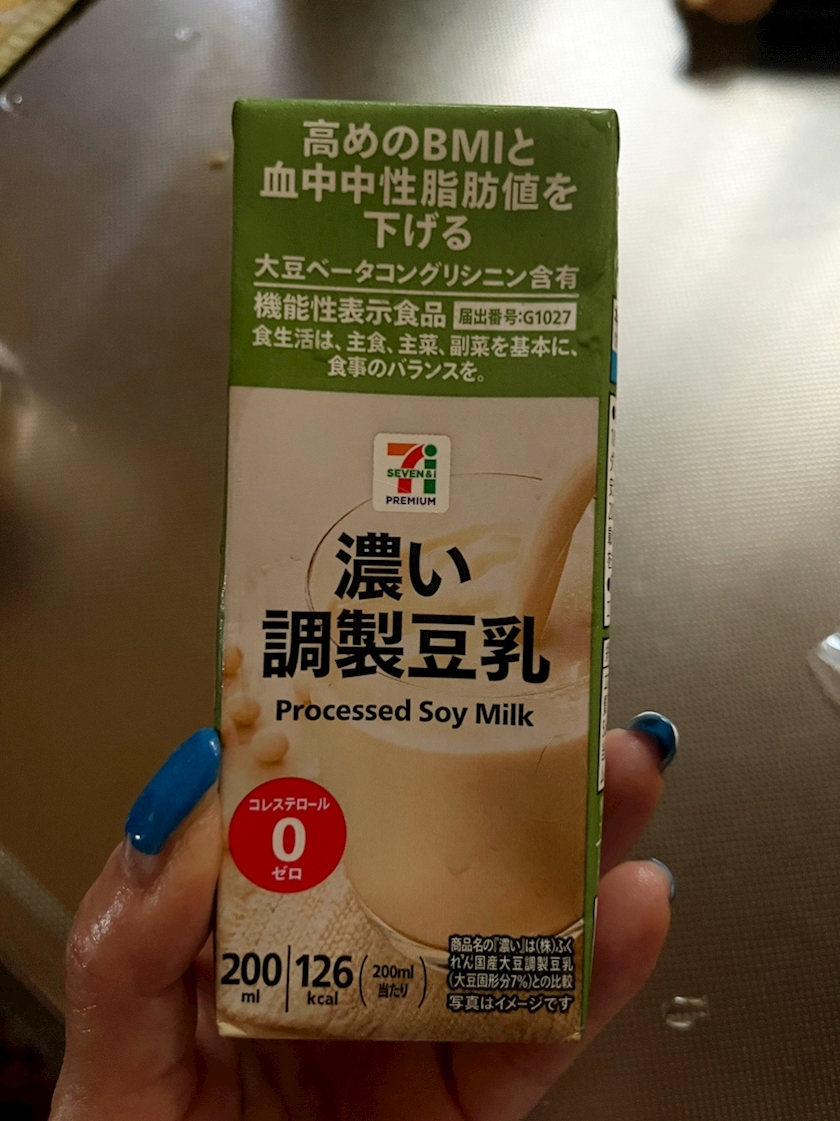 高めのBMIと
血中中性脂肪値を
下げる
大豆ベータコングリシニン含有
機能性表示食品 届出番号:G1027
食生活は、主食、主菜、副菜を基本に、
食事のバランスを。
7i
SEVEN&i
PREMIUM
濃い
調製豆乳
Processed Soy Milk
コレステロール
0
ゼロ
200 ml 126 kcal (200ml当たり)
商品名の「濃い」は(株)ふく
れん国産大豆調製豆乳
(大豆固形分7%)との比較
写真はイメージです